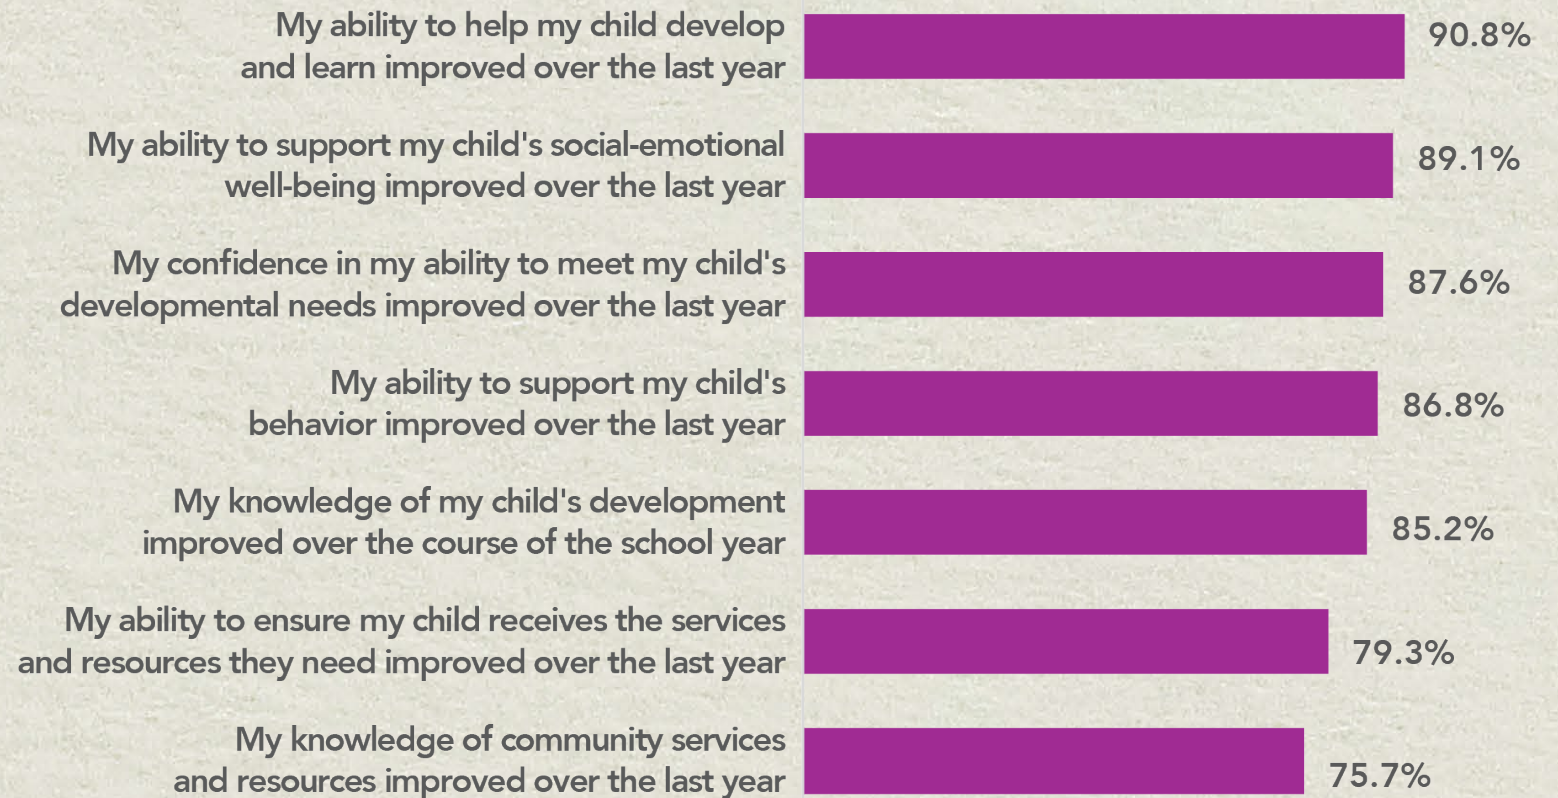 My ability to help my child develop
and learn improved over the last year
90.8%
My ability to support my child's social-emotional
well-being improved over the last year
89.1%
My confidence in my ability to meet my child's
developmental needs improved over the last year
87.6%
My ability to support my child's
behavior improved over the last year
86.8%
My knowledge of my child's development
improved over the course of the school year
85.2%
My ability to ensure my child receives the services
and resources they need improved over the last year
79.3%
My knowledge of community services
and resources improved over the last year
75.7%